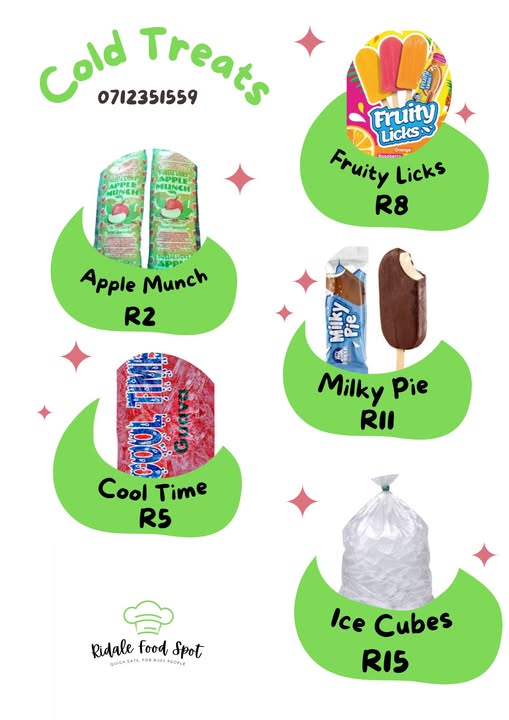 Cold Treats
0712351559
APPLE
MUNCH
APPLE
MUNCH
Apple Munch
R2
Fruity
Licks
Orange
Fruity Licks
R8
Milky
Pie
Milky Pie
R11
COOL TIME
Guava
Cool Time
R5
Ice Cubes
R15
Ridale Food Spot
QUICK EATS, FOR BUSY PEOPLE